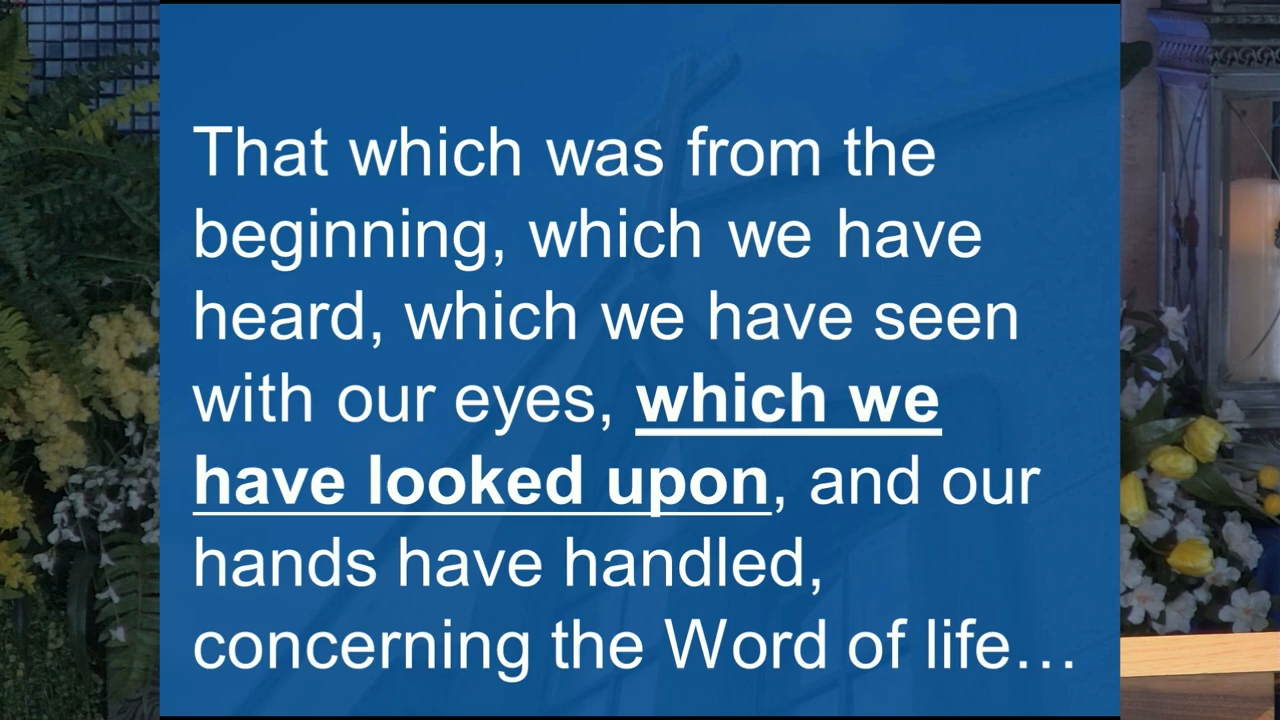 That which was from the
beginning, which we have
heard, which we have seen
with our eyes, which we
have looked upon, and our
hands have handled,
concerning the Word of life…